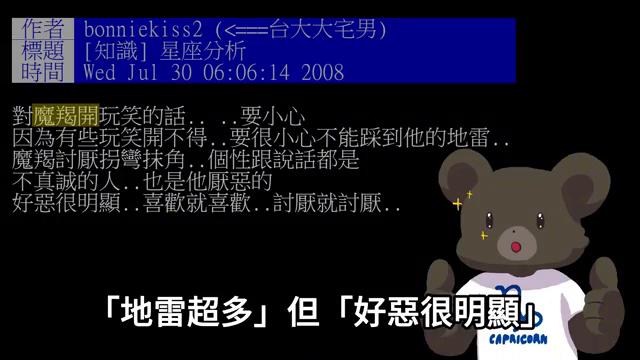 作者 bonniekiss2 (<===台大大宅男)
標題 [知識] 星座分析
時間 Wed Jul 30 06:06:14 2008
對魔羯開玩笑的話.. ..要小心
因為有些玩笑開不得..要很小心不能踩到他的地雷..
魔羯討厭拐彎抹角..個性跟說話都是
不真誠的人..也是他厭惡的
好惡很明顯..喜歡就喜歡..討厭就討厭..
「地雷超多」但「好惡很明顯」
CAPRICORN